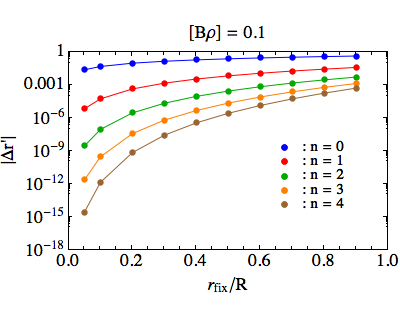 [Bρ] = 0.1
|Δr'|
1
0.001
10⁻⁶
10⁻⁹
10⁻¹²
10⁻¹⁵
10⁻¹⁸
: n = 0
: n = 1
: n = 2
: n = 3
: n = 4
0.0 0.2 0.4 0.6 0.8 1.0
r_fix/R